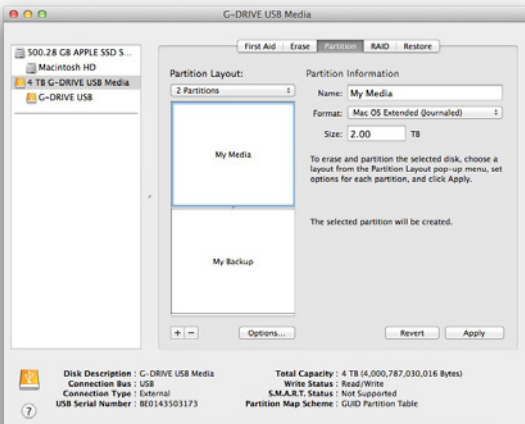 G-DRIVE USB Media
500.28 GB APPLE SSD S...
Macintosh HD
4 TB G-DRIVE USB Media
G-DRIVE USB
First Aid Erase Partition RAID Restore
Partition Layout:
2 Partitions
My Media
My Backup
+ − Options...
Partition Information
Name: My Media
Format: Mac OS Extended (Journaled)
Size: 2.00 TB
To erase and partition the selected disk, choose a
layout from the Partition Layout pop-up menu, set
options for each partition, and click Apply.
The selected partition will be created.
Revert Apply
Disk Description : G-DRIVE USB Media
Connection Bus : USB
Connection Type : External
USB Serial Number : BE0143503173
Total Capacity : 4 TB (4,000,787,030,016 Bytes)
Write Status : Read/Write
S.M.A.R.T. Status : Not Supported
Partition Map Scheme : GUID Partition Table
?